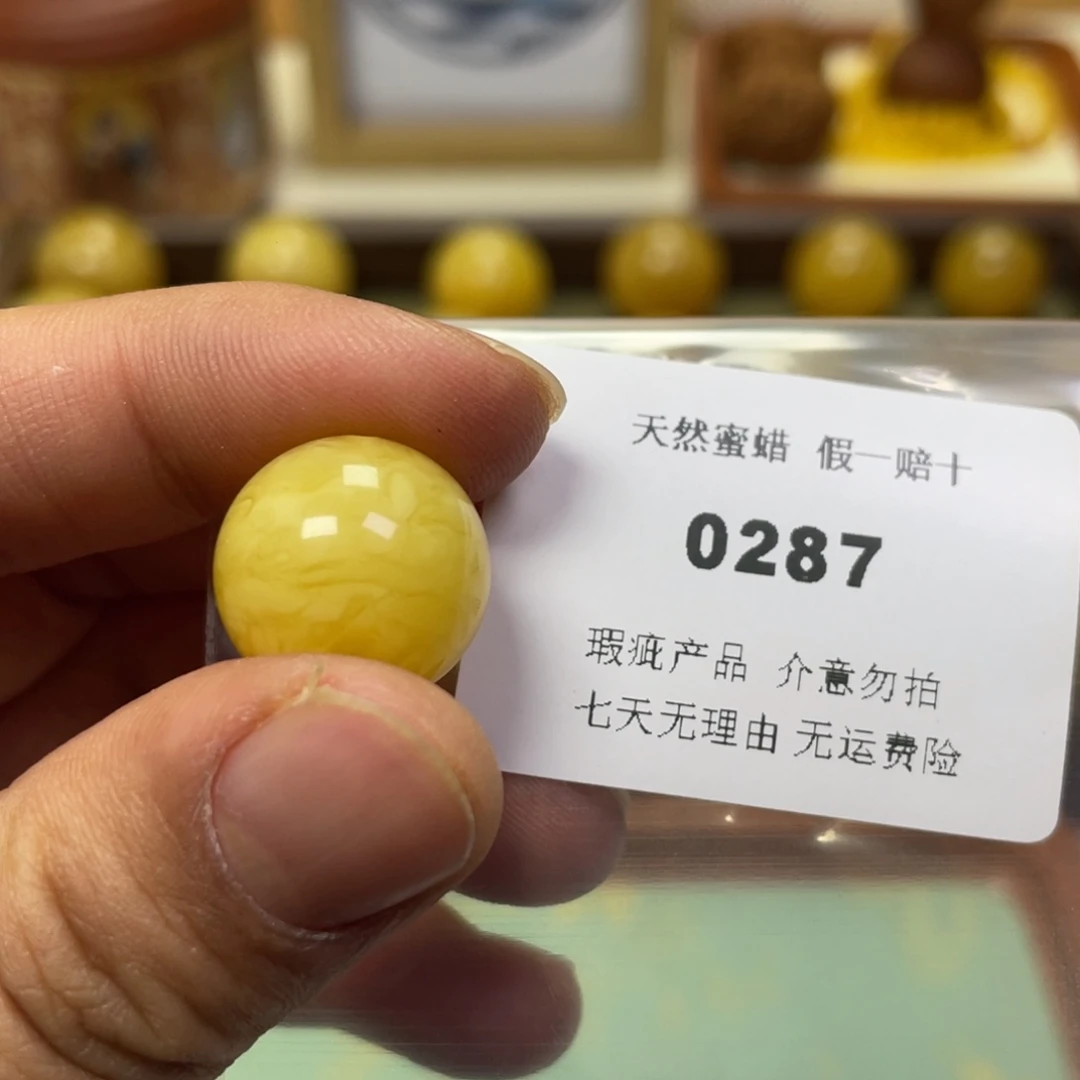 天然蜜蜡 假一赔十
0287
瑕疵产品 介意勿拍
七天无理由 无运费险